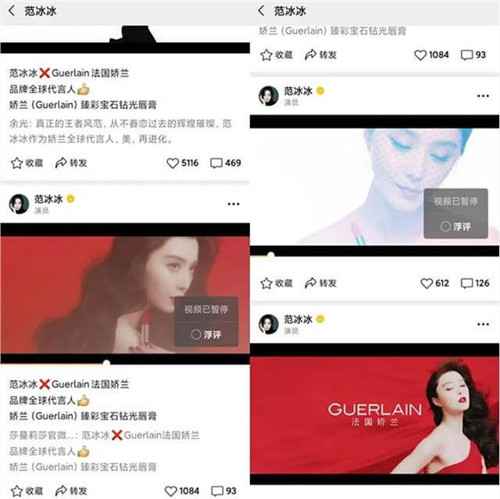 范冰冰
范冰冰❌Guerlain 法国娇兰
品牌全球代言人👍
娇兰 (Guerlain) 臻彩宝石钻光唇膏
余光: 真正的王者风范, 从不吝恋过去的辉煌璀璨, 范
冰冰作为娇兰全球代言人, 美, 再进化。
收藏 转发 5116 469
范冰冰
演员
视频已暂停
浮评
范冰冰❌Guerlain法国娇兰
品牌全球代言人👍
娇兰 (Guerlain) 臻彩宝石钻光唇膏
莎蔓莉莎官微...: 范冰冰❌Guerlain法国娇兰
品牌全球代言人👍
娇兰 (Guerlain) 臻彩宝石钻光唇膏
收藏 转发 1084 93
范冰冰
娇兰 (Guerlain) 臻彩宝石钻光唇膏
收藏 转发 1084 93
范冰冰
演员
视频已暂停
浮评
收藏 转发 612 126
范冰冰
演员
GUERLAIN
法国娇兰